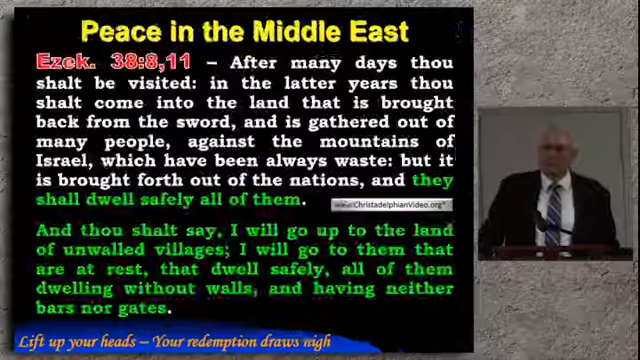 Peace in the Middle East
Ezek. 38:8,11 – After many days thou
shalt be visited: in the latter years thou
shalt come into the land that is brought
back from the sword, and is gathered out of
many people, against the mountains of
Israel, which have been always waste: but it
is brought forth out of the nations, and they
shall dwell safely all of them.
www.ChristadelphianVideo.org
And thou shalt say, I will go up to the land
of unwalled villages; I will go to them that
are at rest, that dwell safely, all of them
dwelling without walls, and having neither
bars nor gates.
Lift up your heads – Your redemption draws nigh